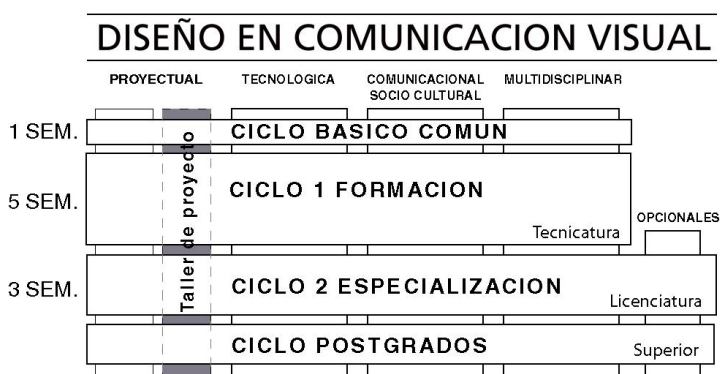 DISEÑO EN COMUNICACION VISUAL
PROYECTUAL
TECNOLOGICA
COMUNICACIONAL
SOCIO CULTURAL
MULTIDISCIPLINAR
1 SEM.
CICLO BASICO COMUN
Taller de proyecto
5 SEM.
CICLO 1 FORMACION
Tecnicatura
OPCIONALES
3 SEM.
CICLO 2 ESPECIALIZACION
Licenciatura
CICLO POSTGRADOS
Superior